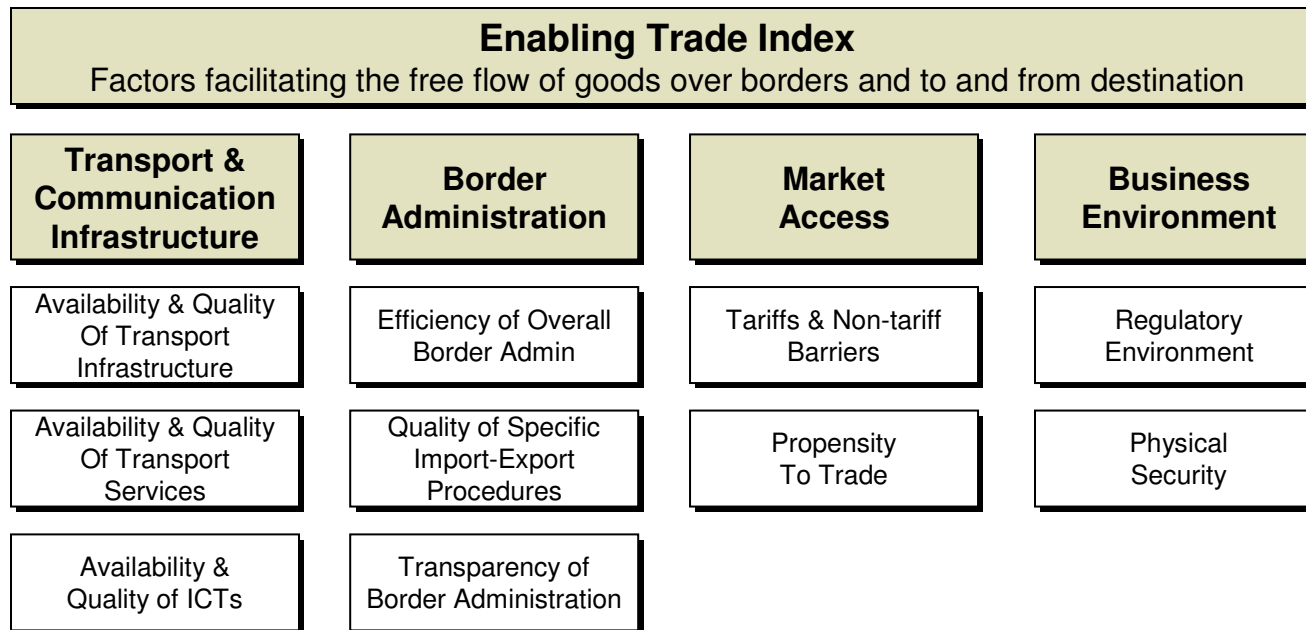 Enabling Trade Index
Factors facilitating the free flow of goods over borders and to and from destination
Transport &
Communication
Infrastructure
Border
Administration
Market
Access
Business
Environment
Availability & Quality
Of Transport
Infrastructure
Efficiency of Overall
Border Admin
Tariffs & Non-tariff
Barriers
Regulatory
Environment
Availability & Quality
Of Transport
Services
Quality of Specific
Import-Export
Procedures
Propensity
To Trade
Physical
Security
Availability &
Quality of ICTs
Transparency of
Border Administration